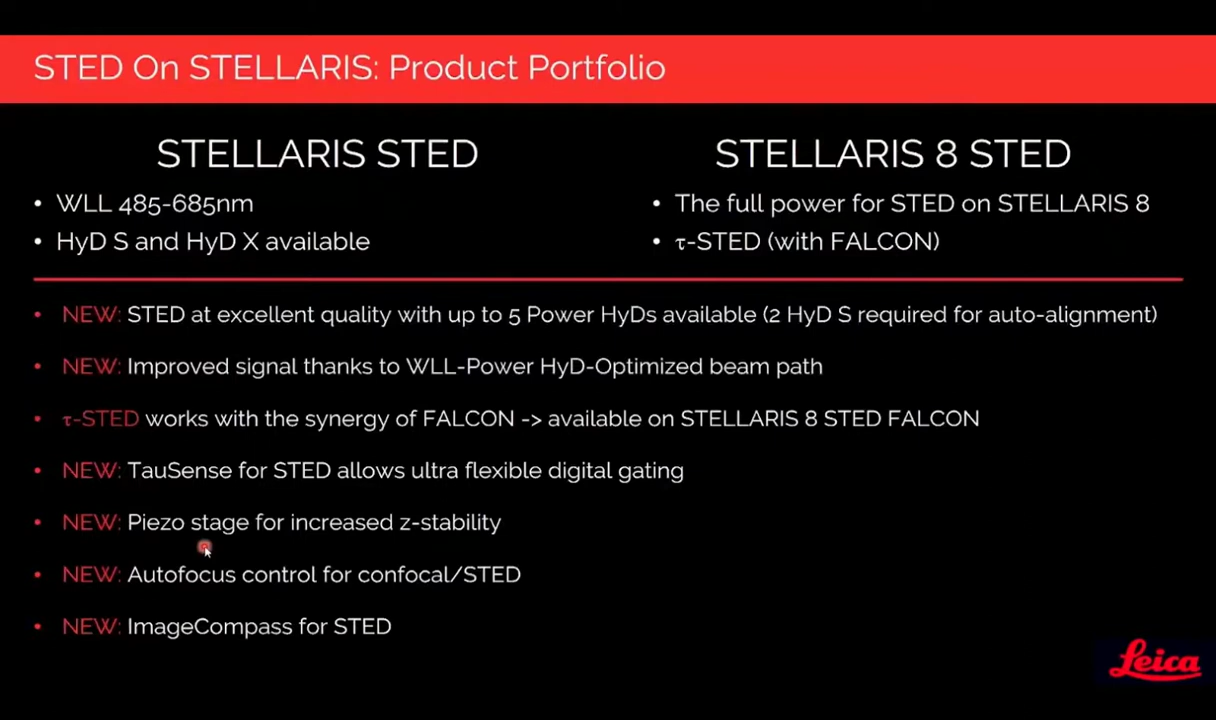 STED On STELLARIS: Product Portfolio
STELLARIS STED
• WLL 485-685nm
• HyD S and HyD X available
STELLARIS 8 STED
• The full power for STED on STELLARIS 8
• τ-STED (with FALCON)
• NEW: STED at excellent quality with up to 5 Power HyDs available (2 HyD S required for auto-alignment)
• NEW: Improved signal thanks to WLL-Power HyD-Optimized beam path
• τ-STED works with the synergy of FALCON -> available on STELLARIS 8 STED FALCON
• NEW: TauSense for STED allows ultra flexible digital gating
• NEW: Piezo stage for increased z-stability
• NEW: Autofocus control for confocal/STED
• NEW: ImageCompass for STED
Leica